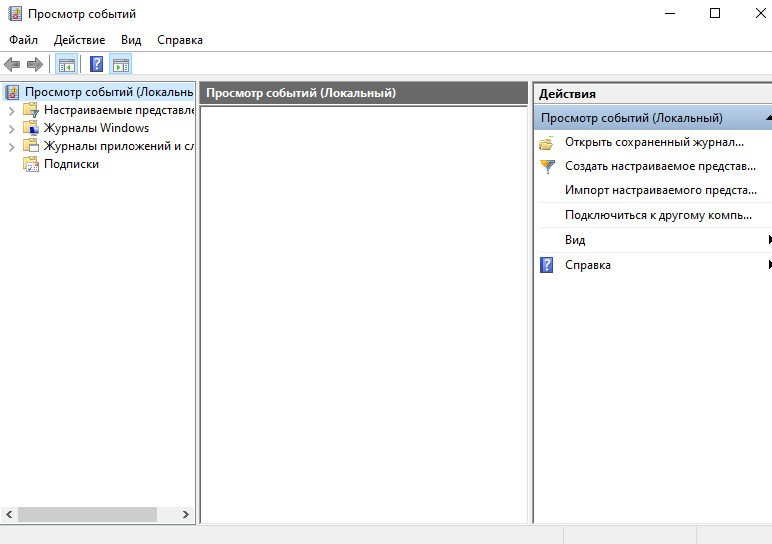 Просмотр событий
Файл Действие Вид Справка
Просмотр событий (Локальнь
Настраиваемые представле
Журналы Windows
Журналы приложений и сл
Подписки
Просмотр событий (Локальный)
Действия
Просмотр событий (Локальный)
Открыть сохраненный журнал...
Создать настраиваемое представ...
Импорт настраиваемого предста...
Подключиться к другому компь...
Вид
Справка